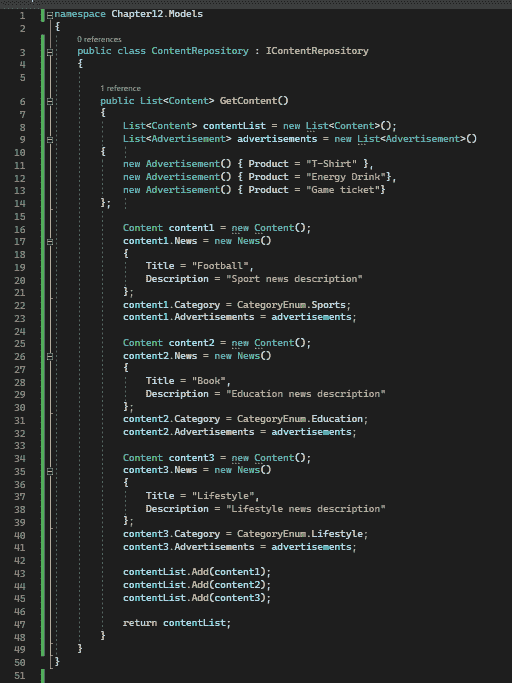 1 namespace Chapter12.Models
2 {
0 references
3 public class ContentRepository : IContentRepository
4 {
5
1 reference
6 public List<Content> GetContent()
7 {
8 List<Content> contentList = new List<Content>();
9 List<Advertisement> advertisements = new List<Advertisement>()
10 {
11 new Advertisement() { Product = "T-Shirt" },
12 new Advertisement() { Product = "Energy Drink"},
13 new Advertisement() { Product = "Game ticket"}
14 };
15
16 Content content1 = new Content();
17 content1.News = new News()
18 {
19 Title = "Football",
20 Description = "Sport news description"
21 };
22 content1.Category = CategoryEnum.Sports;
23 content1.Advertisements = advertisements;
24
25 Content content2 = new Content();
26 content2.News = new News()
27 {
28 Title = "Book",
29 Description = "Education news description"
30 };
31 content2.Category = CategoryEnum.Education;
32 content2.Advertisements = advertisements;
33
34 Content content3 = new Content();
35 content3.News = new News()
36 {
37 Title = "Lifestyle",
38 Description = "Lifestyle news description"
39 };
40 content3.Category = CategoryEnum.Lifestyle;
41 content3.Advertisements = advertisements;
42
43 contentList.Add(content1);
44 contentList.Add(content2);
45 contentList.Add(content3);
46
47 return contentList;
48 }
49 }
50 }
51